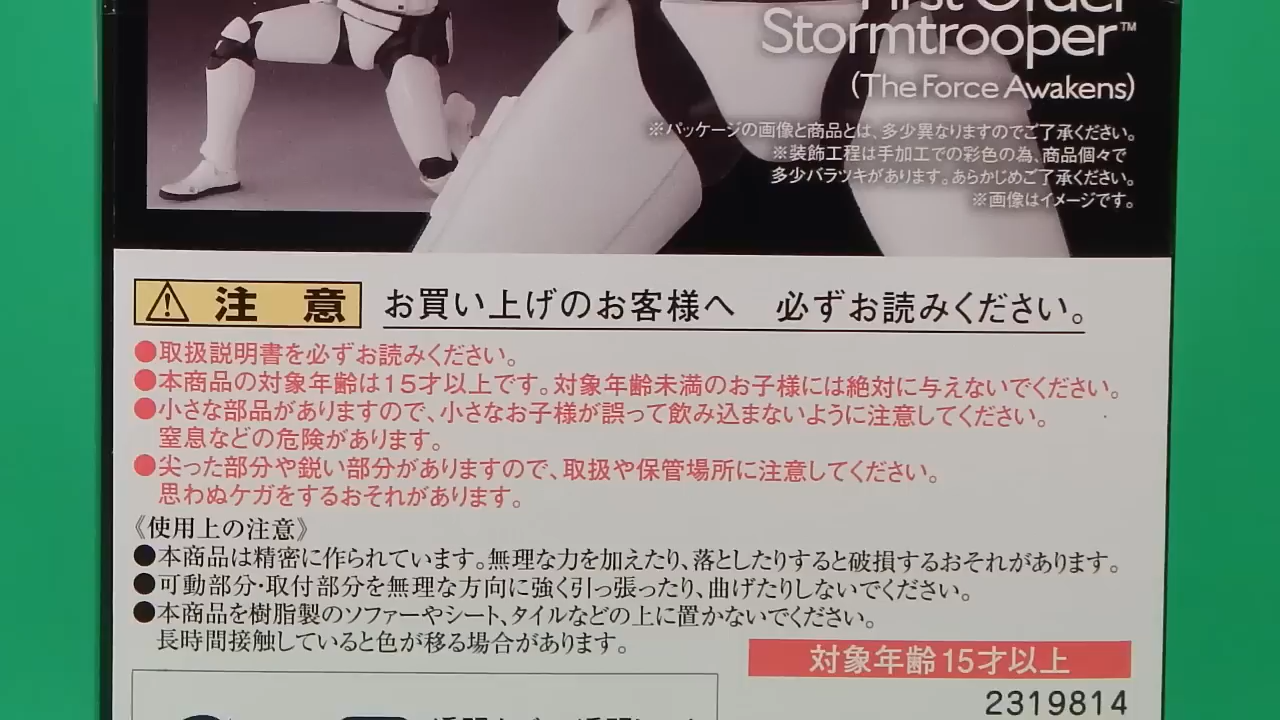 First Order
Stormtrooper™
(The Force Awakens)
※パッケージの画像と商品とは、多少異なりますのでご了承ください。
※装飾工程は手加工での彩色の為、商品個々で
多少バラツキがあります。あらかじめご了承ください。
※画像はイメージです。
注 意 お買い上げのお客様へ 必ずお読みください。
●取扱説明書を必ずお読みください。
●本商品の対象年齢は15才以上です。対象年齢未満のお子様には絶対に与えないでください。
●小さな部品がありますので、小さなお子様が誤って飲み込まないように注意してください。
窒息などの危険があります。
●尖った部分や鋭い部分がありますので、取扱や保管場所に注意してください。
思わぬケガをするおそれがあります。
《使用上の注意》
●本商品は精密に作られています。無理な力を加えたり、落としたりすると破損するおそれがあります。
●可動部分・取付部分を無理な方向に強く引っ張ったり、曲げたりしないでください。
●本商品を樹脂製のソファーやシート、タイルなどの上に置かないでください。
長時間接触していると色が移る場合があります。
対象年齢15才以上
2319814